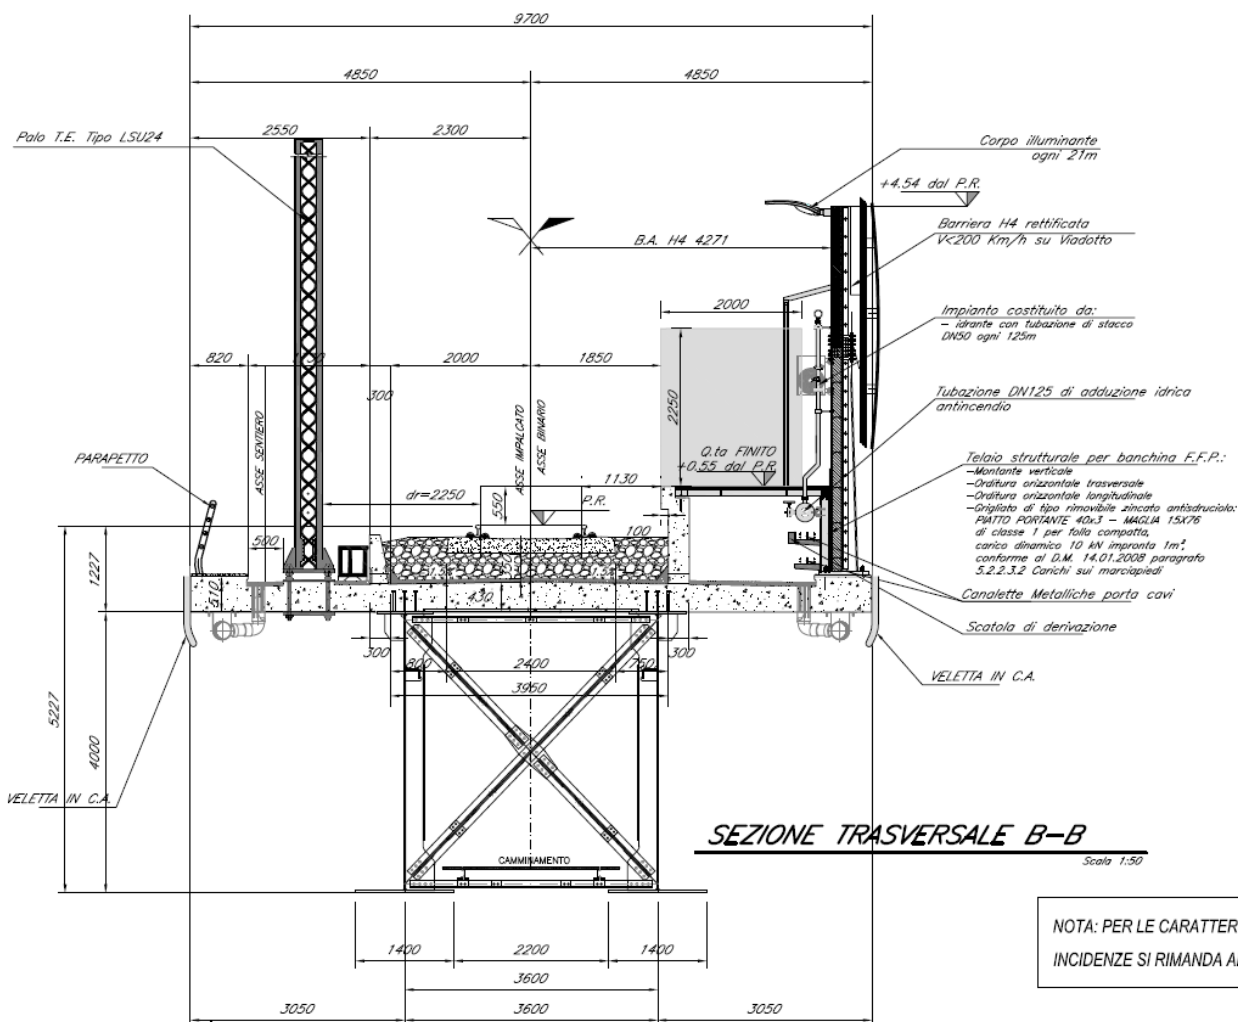 9700
4850
4850
2550
2300
Palo T.E. Tipo LSU24
Corpo illuminante
ogni 21m
+4.54 dal P.R.
Barriera H4 rettificata
V<200 Km/h su Viadotto
B.A. H4 4271
2000
Impianto costituito da:
- idrante con tubazione di stacco
DN50 ogni 125m
820
2000
1850
300
2250
Tubazione DN125 di adduzione idrica
antincendio
ASSE SENTIERO
ASSE IMPALCATO
ASSE BINARIO
Q.ta FINITO
+0.55 dal P.R.
PARAPETTO
Telaio strutturale per banchina F.F.P.:
-Montante verticale
-Orditura orizzontale trasversale
-Orditura orizzontale longitudinale
-Grigliato di tipo rimovibile zincato antisdruciolo:
PIATTO PORTANTE 40x3 - MAGLIA 15X76
di classe 1 per folla compatta,
carico dinamico 10 kN impronta 1m²,
conforme al D.M. 14.01.2008 paragrafo
5.2.2.3.2 Carichi sui marciapiedi
1130
dr=2250
550
P.R.
100
500
1227
510
430
Canalette Metalliche porta cavi
Scatola di derivazione
300
300
800
2400
750
3950
VELETTA IN C.A.
5227
4000
VELETTA IN C.A.
SEZIONE TRASVERSALE B-B
Scala 1:50
CAMMINAMENTO
NOTA: PER LE CARATTER
INCIDENZE SI RIMANDA A
1400
2200
1400
3600
3050
3600
3050